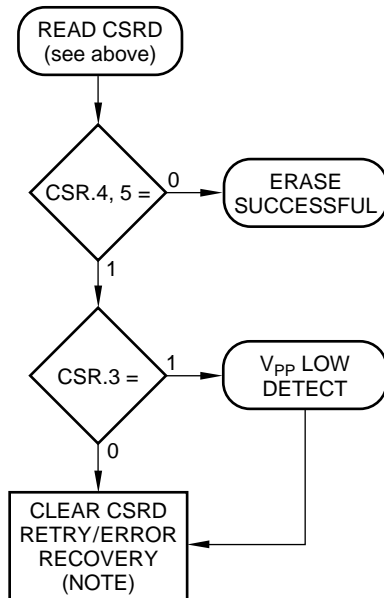 READ CSRD
(see above)
CSR.4, 5 =
0
ERASE
SUCCESSFUL
1
CSR.3 =
1
VPP LOW
DETECT
0
CLEAR CSRD
RETRY/ERROR
RECOVERY
(NOTE)